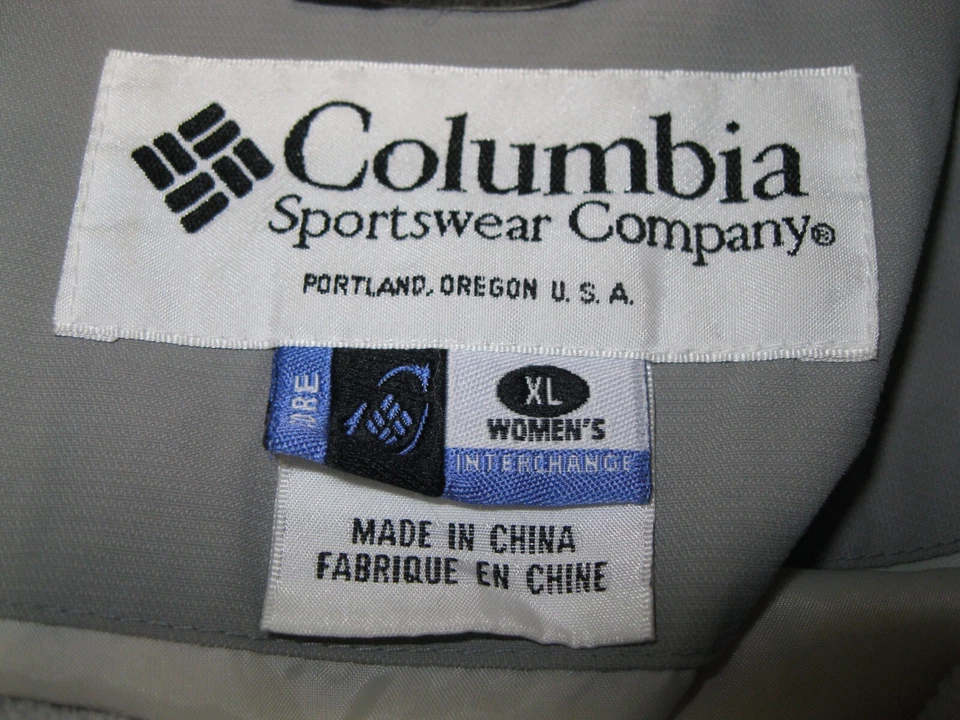 Columbia
Sportswear Company®
PORTLAND, OREGON U.S.A.
XL
WOMEN'S
INTERCHANGE
MADE IN CHINA
FABRIQUE EN CHINE